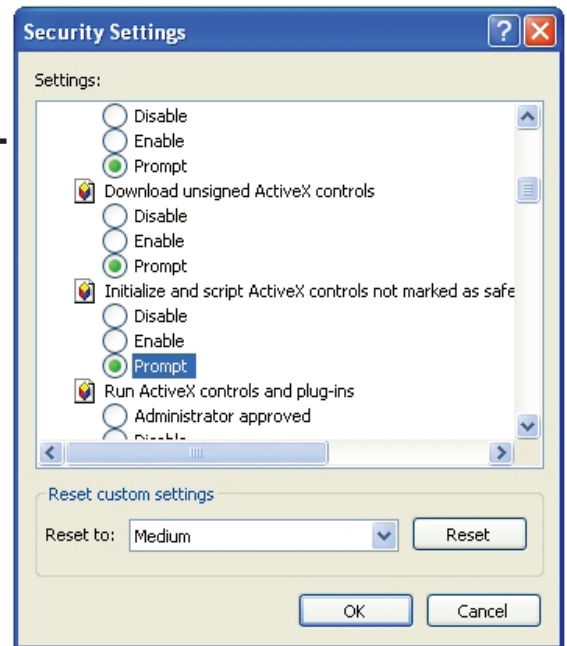 Security Settings
Settings:
Disable
Enable
Prompt
Download unsigned ActiveX controls
Disable
Enable
Prompt
Initialize and script ActiveX controls not marked as safe
Disable
Enable
Prompt
Run ActiveX controls and plug-ins
Administrator approved
Disable
Reset custom settings
Reset to: Medium Reset
OK Cancel